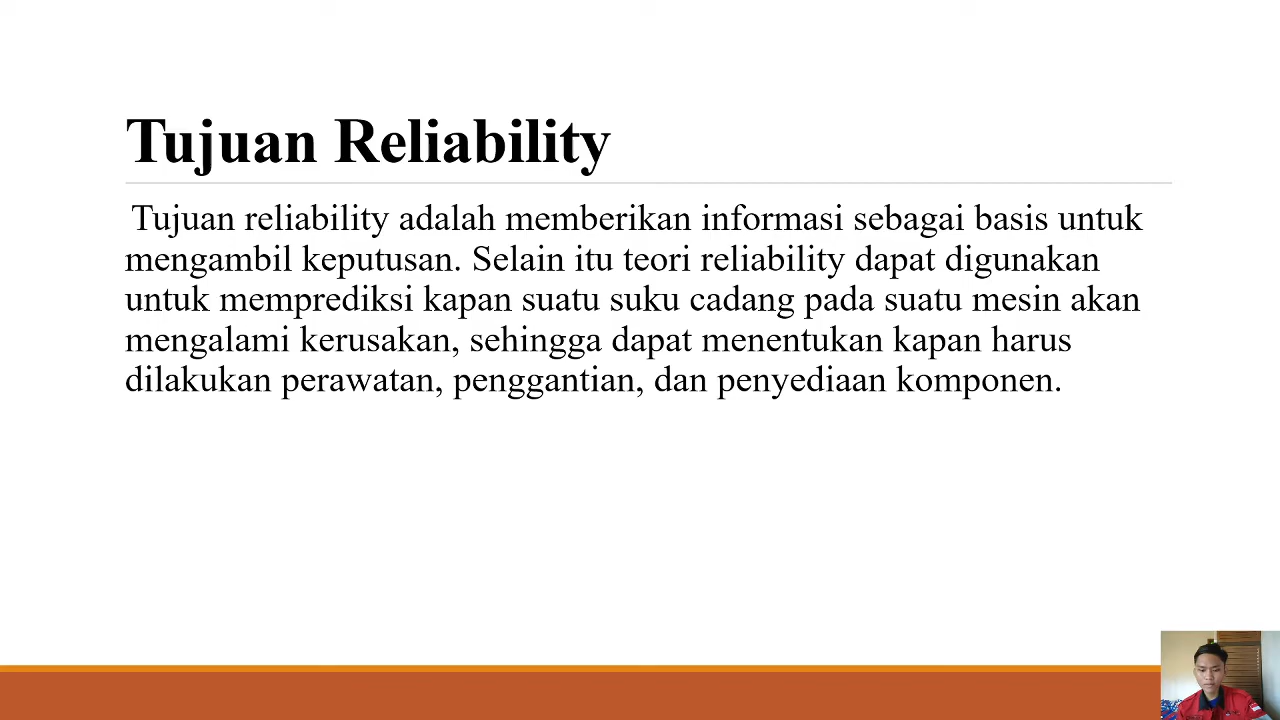 Tujuan Reliability
Tujuan reliability adalah memberikan informasi sebagai basis untuk
mengambil keputusan. Selain itu teori reliability dapat digunakan
untuk memprediksi kapan suatu suku cadang pada suatu mesin akan
mengalami kerusakan, sehingga dapat menentukan kapan harus
dilakukan perawatan, penggantian, dan penyediaan komponen.